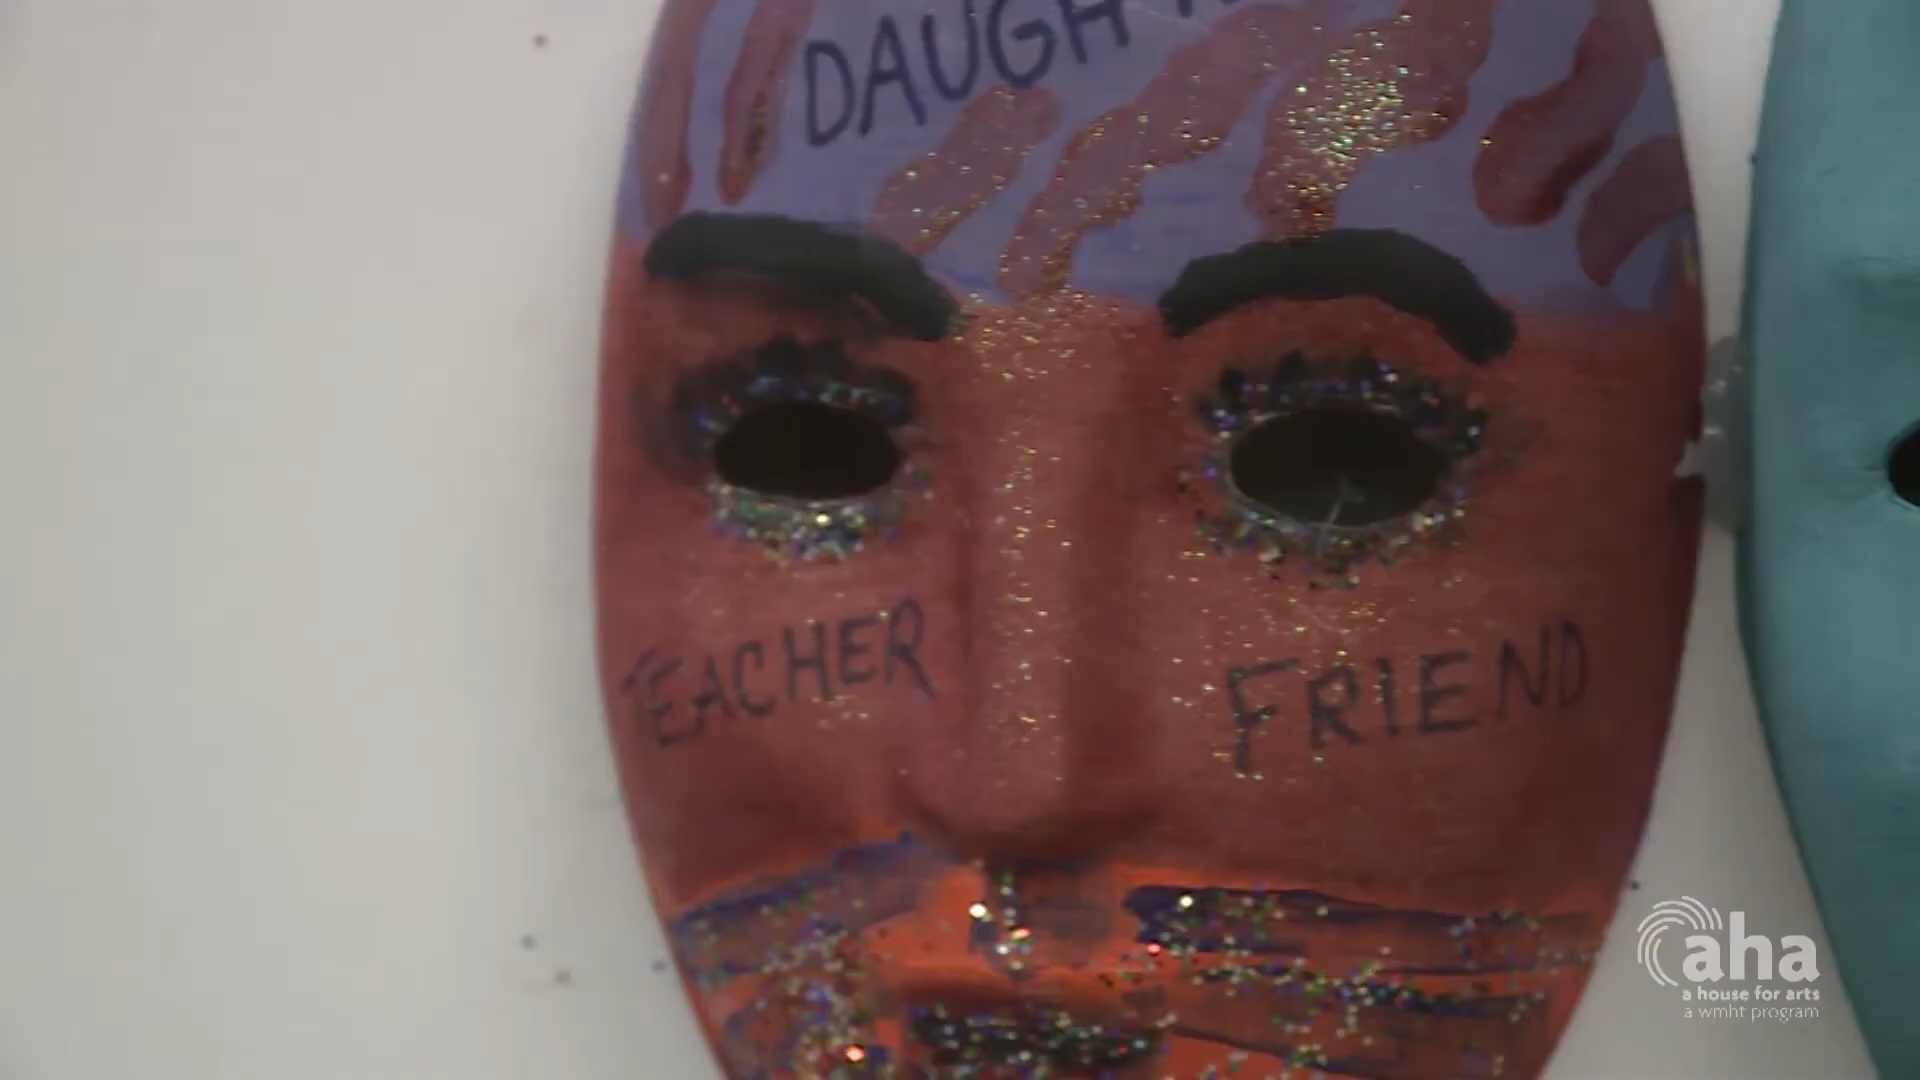 DAUGH
TEACHER
FRIEND
aha
a house for arts
a wmht program